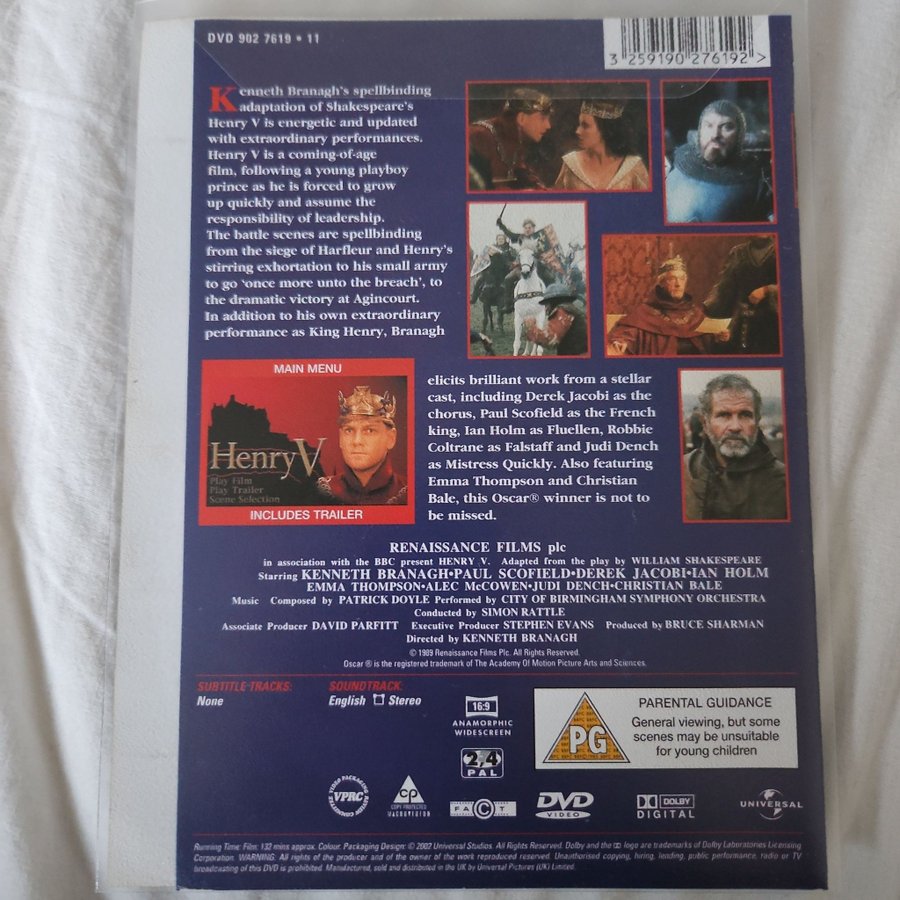 DVD 902 7619 • 11
3 259190 276192 >
Kenneth Branagh's spellbinding
adaptation of Shakespeare's
Henry V is energetic and updated
with extraordinary performances.
Henry V is a coming-of-age
film, following a young playboy
prince as he is forced to grow
up quickly and assume the
responsibility of leadership.
The battle scenes are spellbinding
from the siege of Harfleur and Henry's
stirring exhortation to his small army
to go 'once more unto the breach', to
the dramatic victory at Agincourt.
In addition to his own extraordinary
performance as King Henry, Branagh
MAIN MENU
Henry V
Play Film
Play Trailer
Scene Selection
INCLUDES TRAILER
elicits brilliant work from a stellar
cast, including Derek Jacobi as the
chorus, Paul Scofield as the French
king, Ian Holm as Fluellen, Robbie
Coltrane as Falstaff and Judi Dench
as Mistress Quickly. Also featuring
Emma Thompson and Christian
Bale, this Oscar® winner is not to
be missed.
RENAISSANCE FILMS plc
in association with the BBC present HENRY V. Adapted from the play by WILLIAM SHAKESPEARE
Starring KENNETH BRANAGH•PAUL SCOFIELD•DEREK JACOBI•IAN HOLM
EMMA THOMPSON•ALEC McCOWEN•JUDI DENCH•CHRISTIAN BALE
Music Composed by PATRICK DOYLE Performed by CITY OF BIRMINGHAM SYMPHONY ORCHESTRA
Conducted by SIMON RATTLE
Associate Producer DAVID PARFITT Executive Producer STEPHEN EVANS Produced by BRUCE SHARMAN
Directed by KENNETH BRANAGH
© 1989 Renaissance Films Plc. All Rights Reserved.
Oscar ® is the registered trademark of The Academy Of Motion Picture Arts and Sciences.
SUBTITLE-TRACKS:
None
SOUNDTRACK:
English Stereo
16:9
ANAMORPHIC
WIDESCREEN
2,4
PAL
PG
PARENTAL GUIDANCE
General viewing, but some
scenes may be unsuitable
for young children
VIDEO PACKAGING REVIEW COMMITTEE
VPRC
CP
COPY PROTECTED
MACROVISION
FACT
DVD
VIDEO
DOLBY
DIGITAL
UNIVERSAL
Running Time: Film: 132 mins approx. Colour. Packaging Design: © 2002 Universal Studios. All Rights Reserved. Dolby and the logo are trademarks of Dolby Laboratories Licensing
Corporation. WARNING: All rights of the producer and of the owner of the work reproduced reserved. Unauthorised copying, hiring, lending, public performance, radio or TV
broadcasting of this DVD is prohibited. Manufactured, sold and distributed in the UK by Universal Pictures (UK) Limited.